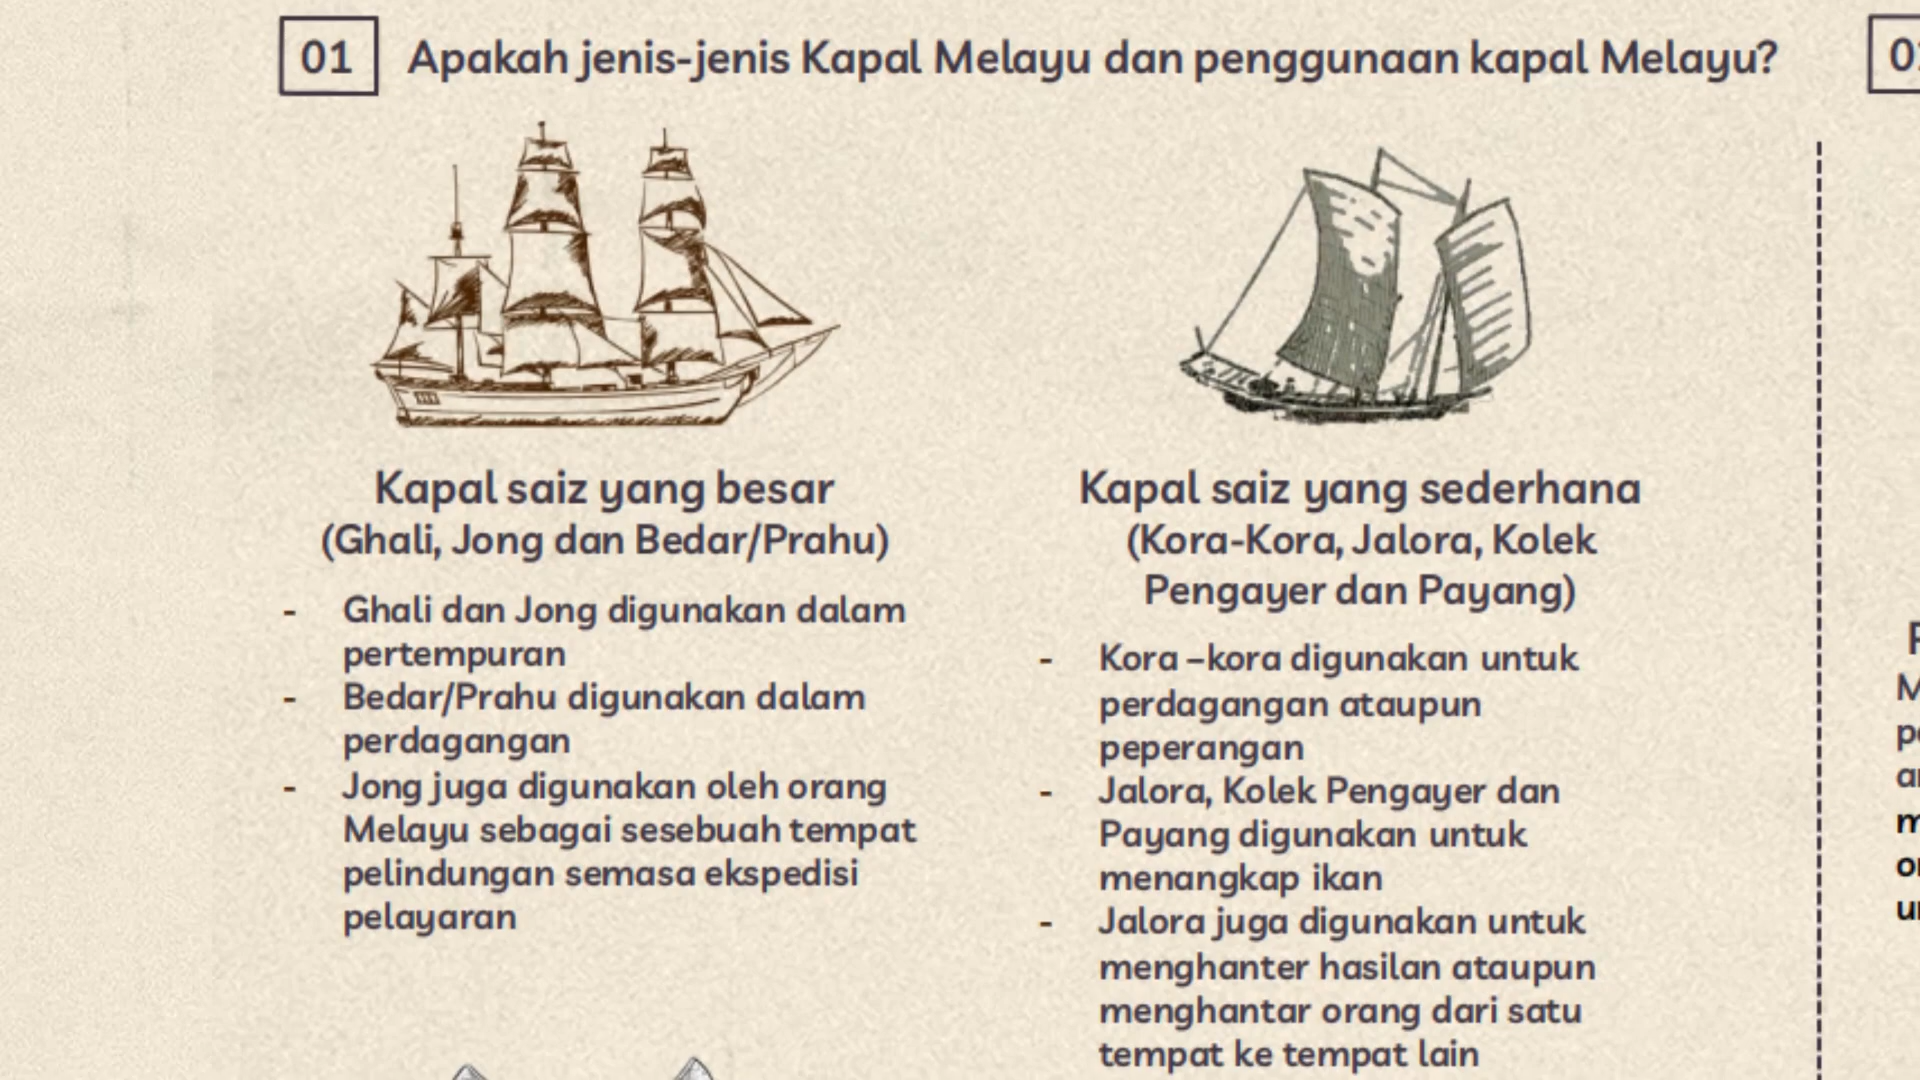 01
Apakah jenis-jenis Kapal Melayu dan penggunaan kapal Melayu?
Kapal saiz yang besar
(Ghali, Jong dan Bedar/Prahu)
- Ghali dan Jong digunakan dalam
pertempuran
- Bedar/Prahu digunakan dalam
perdagangan
- Jong juga digunakan oleh orang
Melayu sebagai sesebuah tempat
pelindungan semasa ekspedisi
pelayaran
Kapal saiz yang sederhana
(Kora-Kora, Jalora, Kolek
Pengayer dan Payang)
- Kora –kora digunakan untuk
perdagangan ataupun
peperangan
- Jalora, Kolek Pengayer dan
Payang digunakan untuk
menangkap ikan
- Jalora juga digunakan untuk
menghanter hasilan ataupun
menghantar orang dari satu
tempat ke tempat lain